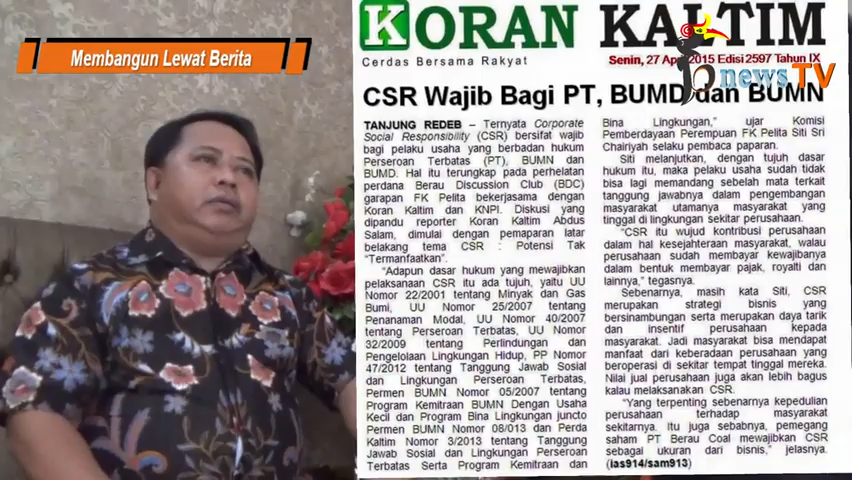 Membangun Lewat Berita
KORAN KALTIM
Cerdas Bersama Rakyat
Senin, 27 Apr 2015 Edisi 2597 Tahun IX
newsTV
CSR Wajib Bagi PT, BUMD dan BUMN
TANJUNG REDEB – Ternyata Corporate
Social Responsibility (CSR) bersifat wajib
bagi pelaku usaha yang berbadan hukum
Perseroan Terbatas (PT), BUMN dan
BUMD. Hal itu terungkap pada perhelatan
perdana Berau Discussion Club (BDC)
garapan FK Pelita bekerjasama dengan
Koran Kaltim dan KNPI. Diskusi yang
dipandu reporter Koran Kaltim Abdus
Salam, dimulai dengan pemaparan latar
belakang tema CSR : Potensi Tak
"Termanfaatkan".
"Adapun dasar hukum yang mewajibkan
pelaksanaan CSR itu ada tujuh, yaitu UU
Nomor 22/2001 tentang Minyak dan Gas
Bumi, UU Nomor 25/2007 tentang
Penanaman Modal, UU Nomor 40/2007
tentang Perseroan Terbatas, UU Nomor
32/2009 tentang Perlindungan dan
Pengelolaan Lingkungan Hidup, PP Nomor
47/2012 tentang Tanggung Jawab Sosial
dan Lingkungan Perseroan Terbatas,
Permen BUMN Nomor 05/2007 tentang
Program Kemitraan BUMN Dengan Usaha
Kecil dan Program Bina Lingkungan juncto
Permen BUMN Nomor 08/013 dan Perda
Kaltim Nomor 3/2013 tentang Tanggung
Jawab Sosial dan Lingkungan Perseroan
Terbatas Serta Program Kemitraan dan
Bina Lingkungan," ujar Komisi
Pemberdayaan Perempuan FK Pelita Siti Sri
Chairiyah selaku pembaca paparan.
Siti melanjutkan, dengan tujuh dasar
hukum itu, maka pelaku usaha sudah tidak
bisa lagi memandang sebelah mata terkait
tanggung jawabnya dalam pengembangan
masyarakat utamanya masyarakat yang
tinggal di lingkungan sekitar perusahaan.
"CSR itu wujud kontribusi perusahaan
dalam hal kesejahteraan masyarakat, walau
perusahaan sudah membayar kewajibanya
dalam bentuk membayar pajak, royalti dan
lainnya," tegasnya.
Sebenarnya, masih kata Siti, CSR
merupakan strategi bisnis yang
bersinambungan serta merupakan daya tarik
dan insentif perusahaan kepada
masyarakat. Jadi masyarakat bisa mendapat
manfaat dari keberadaan perusahaan yang
beroperasi di sekitar tempat tinggal mereka.
Nilai jual perusahaan juga akan lebih bagus
kalau melaksanakan CSR.
"Yang terpenting sebenarnya kepedulian
perusahaan terhadap masyarakat
sekitarnya. Itu juga sebabnya, pemegang
saham PT Berau Coal mewajibkan CSR
sebagai ukuran dari bisnis," jelasnya.
(ias914/sam913)